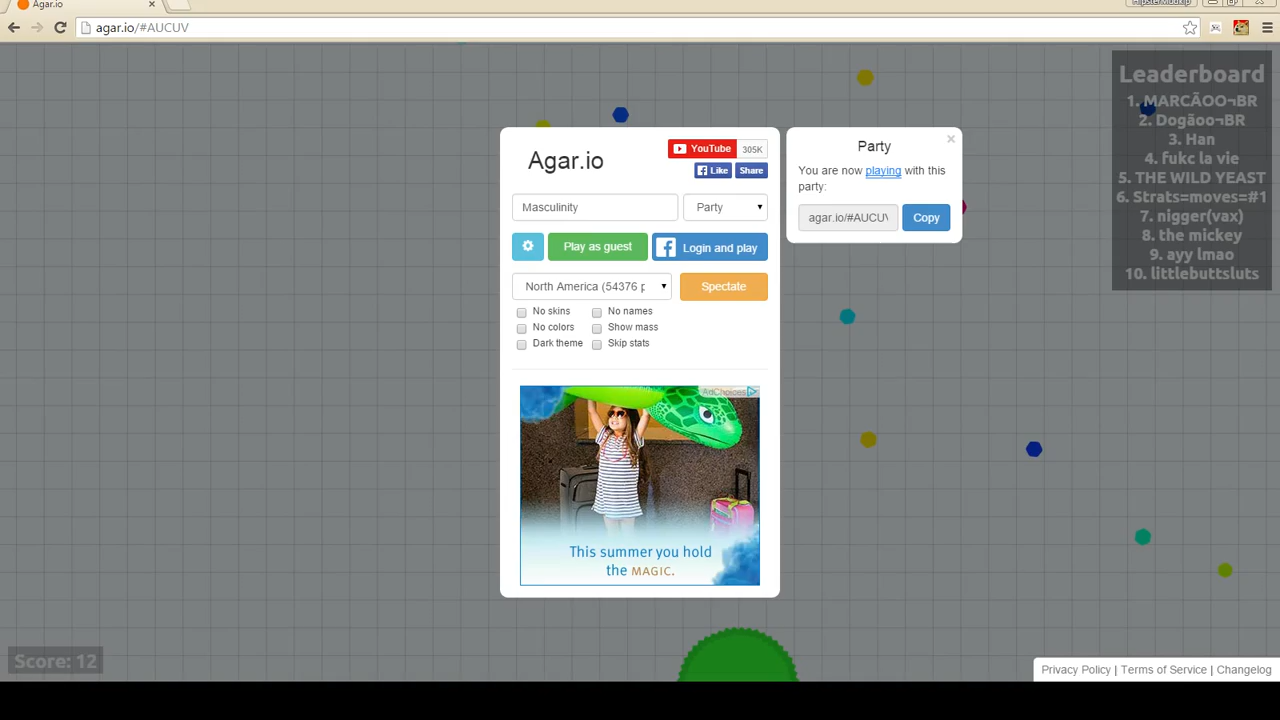 Agar.io
HipsterMudkip
agar.io/#AUCUV
Leaderboard
1. MARCÃOO¬BR
2. Dogãoo¬BR
3. Han
4. fukc la vie
5. THE WILD YEAST
6. Strats=moves=#1
7. nigger(vax)
8. the mickey
9. ayy lmao
10. littlebuttsluts
Agar.io
YouTube 305K
Like Share
Masculinity Party
Play as guest Login and play
North America (54376 p
Spectate
No skins No names
No colors Show mass
Dark theme Skip stats
Party
You are now playing with this
party:
agar.io/#AUCUV Copy
AdChoices
This summer you hold
the MAGIC.
Score: 12
Privacy Policy | Terms of Service | Changelog